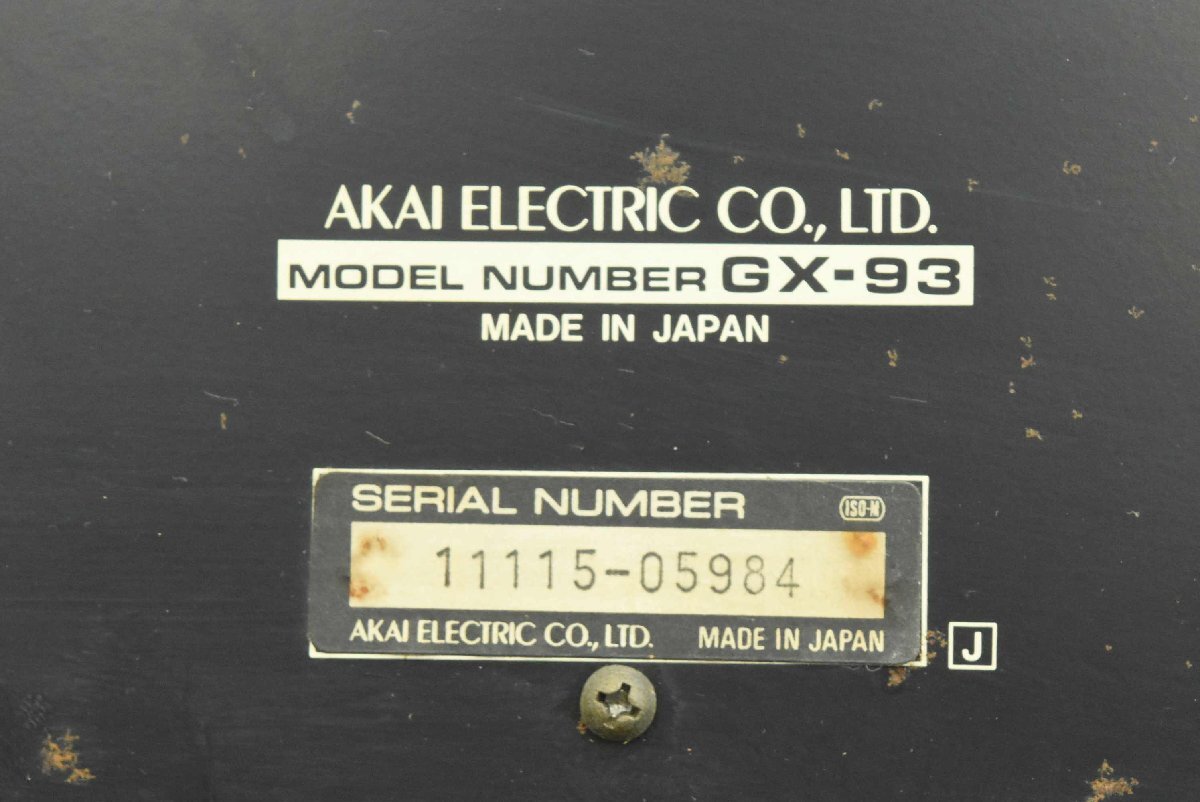 AKAI ELECTRIC CO., LTD.
MODEL NUMBER GX-93
MADE IN JAPAN
SERIAL NUMBER ISO-N
11115-05984
AKAI ELECTRIC CO., LTD. MADE IN JAPAN
J